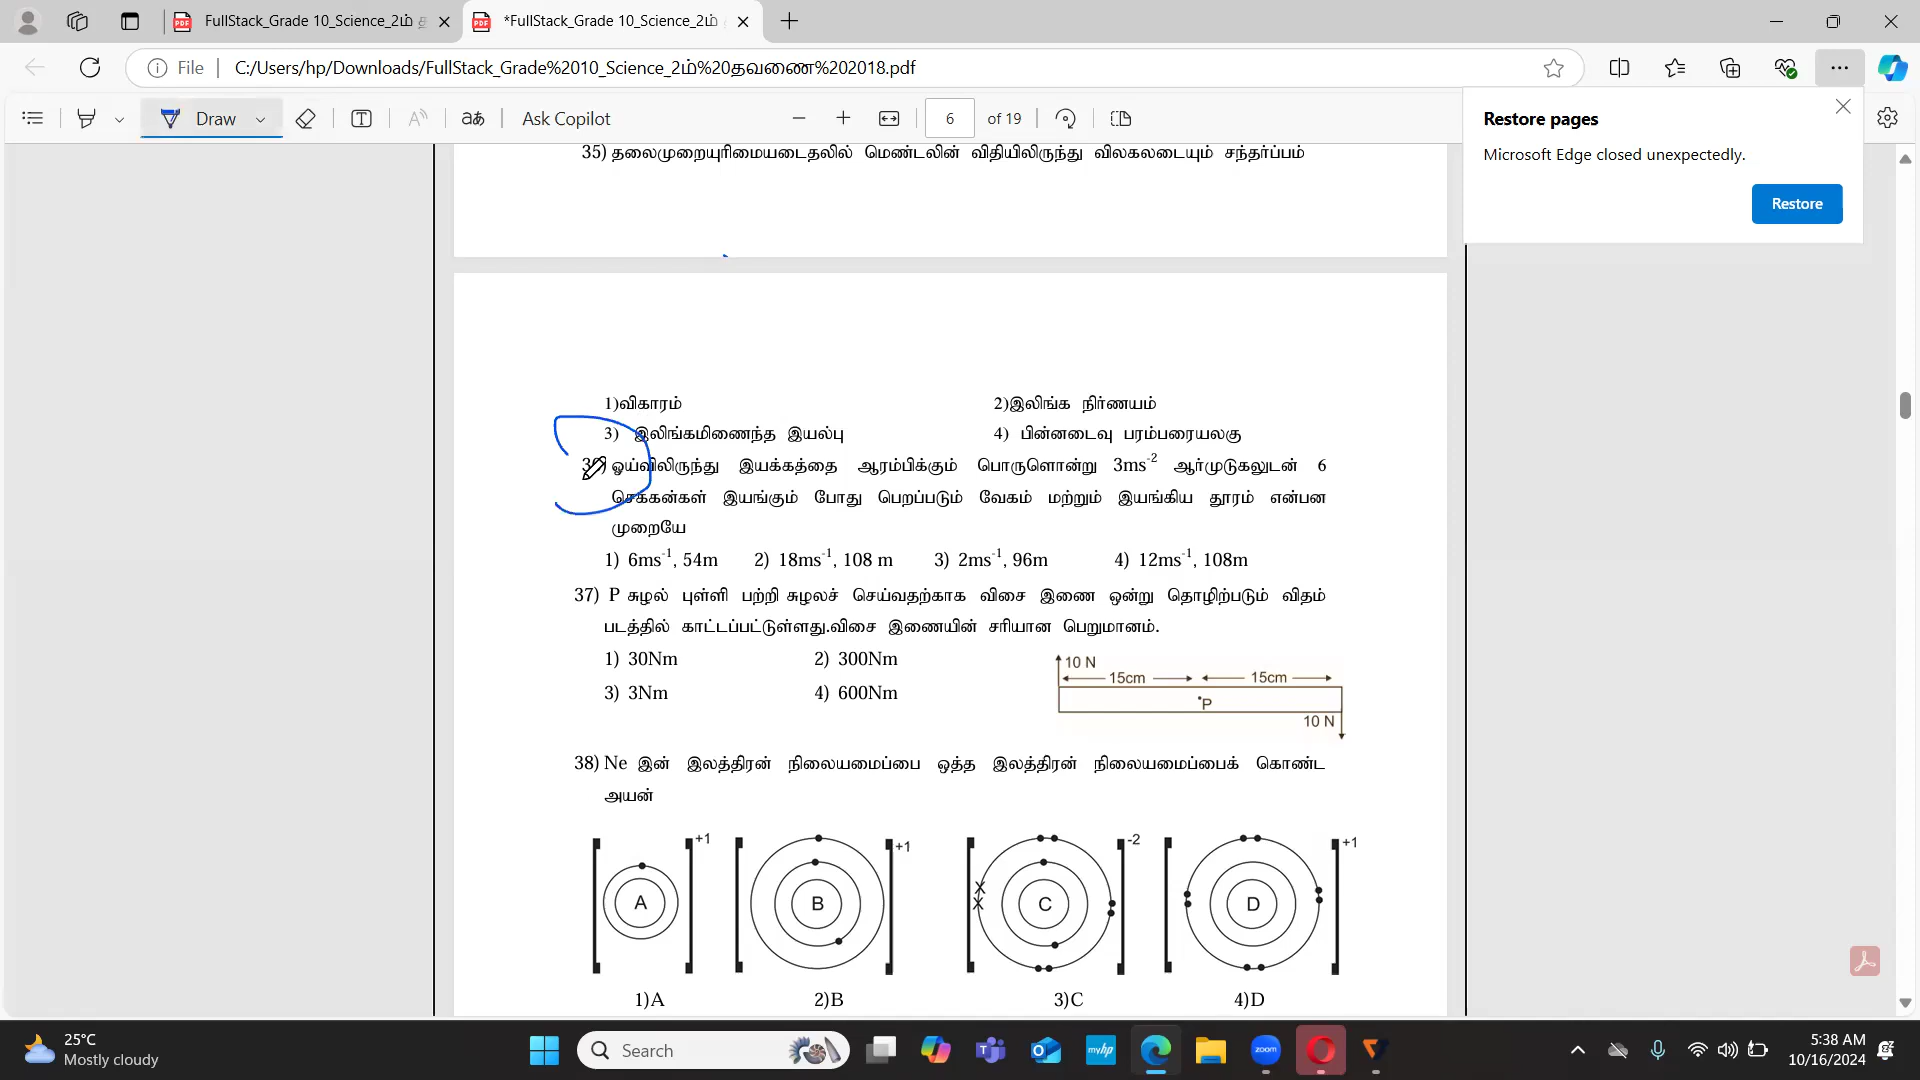 FullStack_Grade 10_Science_2ம் த
*FullStack_Grade 10_Science_2ம்
File
C:/Users/hp/Downloads/FullStack_Grade%2010_Science_2ம்%20தவணை%202018.pdf
Draw
Ask Copilot
6 of 19
Restore pages
Microsoft Edge closed unexpectedly.
Restore
35) தலைமுறையுரிமையடைதலில் மெண்டலின் விதியிலிருந்து விலகலடையும் சந்தர்ப்பம்
1)விகாரம் 2)இலிங்க நிர்ணயம்
3) இலிங்கமிணைந்த இயல்பு 4) பின்னடைவு பரம்பரையலகு
ஓய்விலிருந்து இயக்கத்தை ஆரம்பிக்கும் பொருளொன்று 3ms-2 ஆர்முடுகலுடன் 6
செக்கன்கள் இயங்கும் போது பெறப்படும் வேகம் மற்றும் இயங்கிய தூரம் என்பன
முறையே
1) 6ms-1, 54m 2) 18ms-1, 108 m 3) 2ms-1, 96m 4) 12ms-1, 108m
37) P சுழல் புள்ளி பற்றி சுழலச் செய்வதற்காக விசை இணை ஒன்று தொழிற்படும் விதம்
படத்தில் காட்டப்பட்டுள்ளது.விசை இணையின் சரியான பெறுமானம்.
1) 30Nm 2) 300Nm
3) 3Nm 4) 600Nm
10 N
15cm 15cm
P
10 N
38) Ne இன் இலத்திரன் நிலையமைப்பை ஒத்த இலத்திரன் நிலையமைப்பைக் கொண்ட
அயன்
+1 +1 -2 +1
A B C D
1)A 2)B 3)C 4)D
25°C
Mostly cloudy
Search
myhp
zoom
5:38 AM
10/16/2024